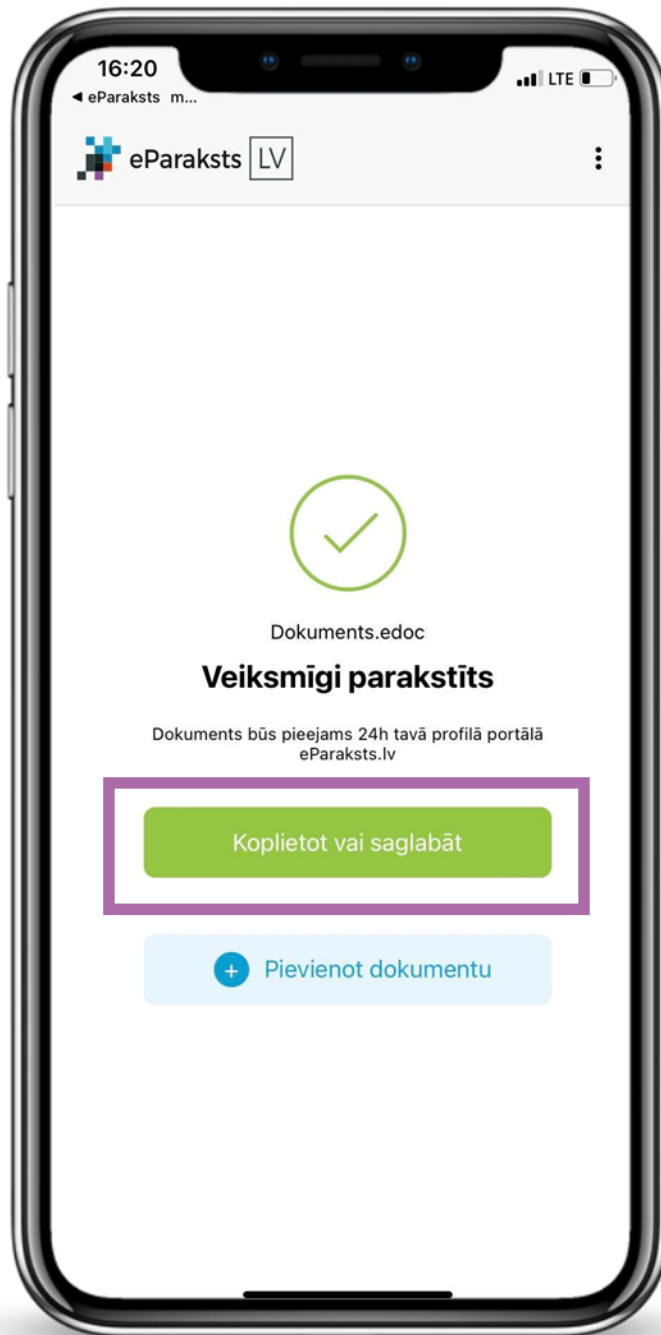 16:20
LTE
◀ eParaksts m...
eParaksts LV
Dokuments.edoc
Veiksmīgi parakstīts
Dokuments būs pieejams 24h tavā profilā portālā
eParaksts.lv
Koplietot vai saglabāt
+ Pievienot dokumentu